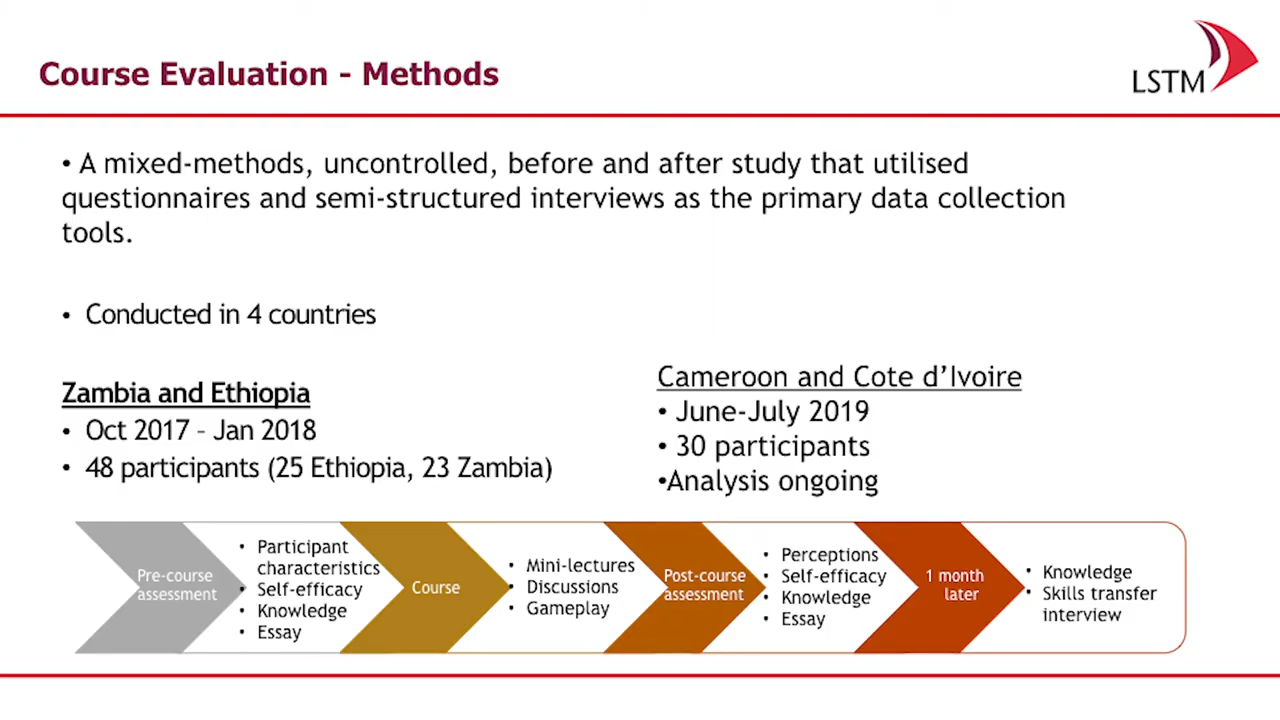 Course Evaluation - Methods
LSTM
• A mixed-methods, uncontrolled, before and after study that utilised
questionnaires and semi-structured interviews as the primary data collection
tools.
• Conducted in 4 countries
Zambia and Ethiopia
• Oct 2017 – Jan 2018
• 48 participants (25 Ethiopia, 23 Zambia)
Cameroon and Cote d’Ivoire
• June-July 2019
• 30 participants
•Analysis ongoing
Pre-course
assessment
• Participant
characteristics
• Self-efficacy
• Knowledge
• Essay
Course
• Mini-lectures
• Discussions
• Gameplay
Post-course
assessment
• Perceptions
• Self-efficacy
• Knowledge
• Essay
1 month
later
• Knowledge
• Skills transfer
interview